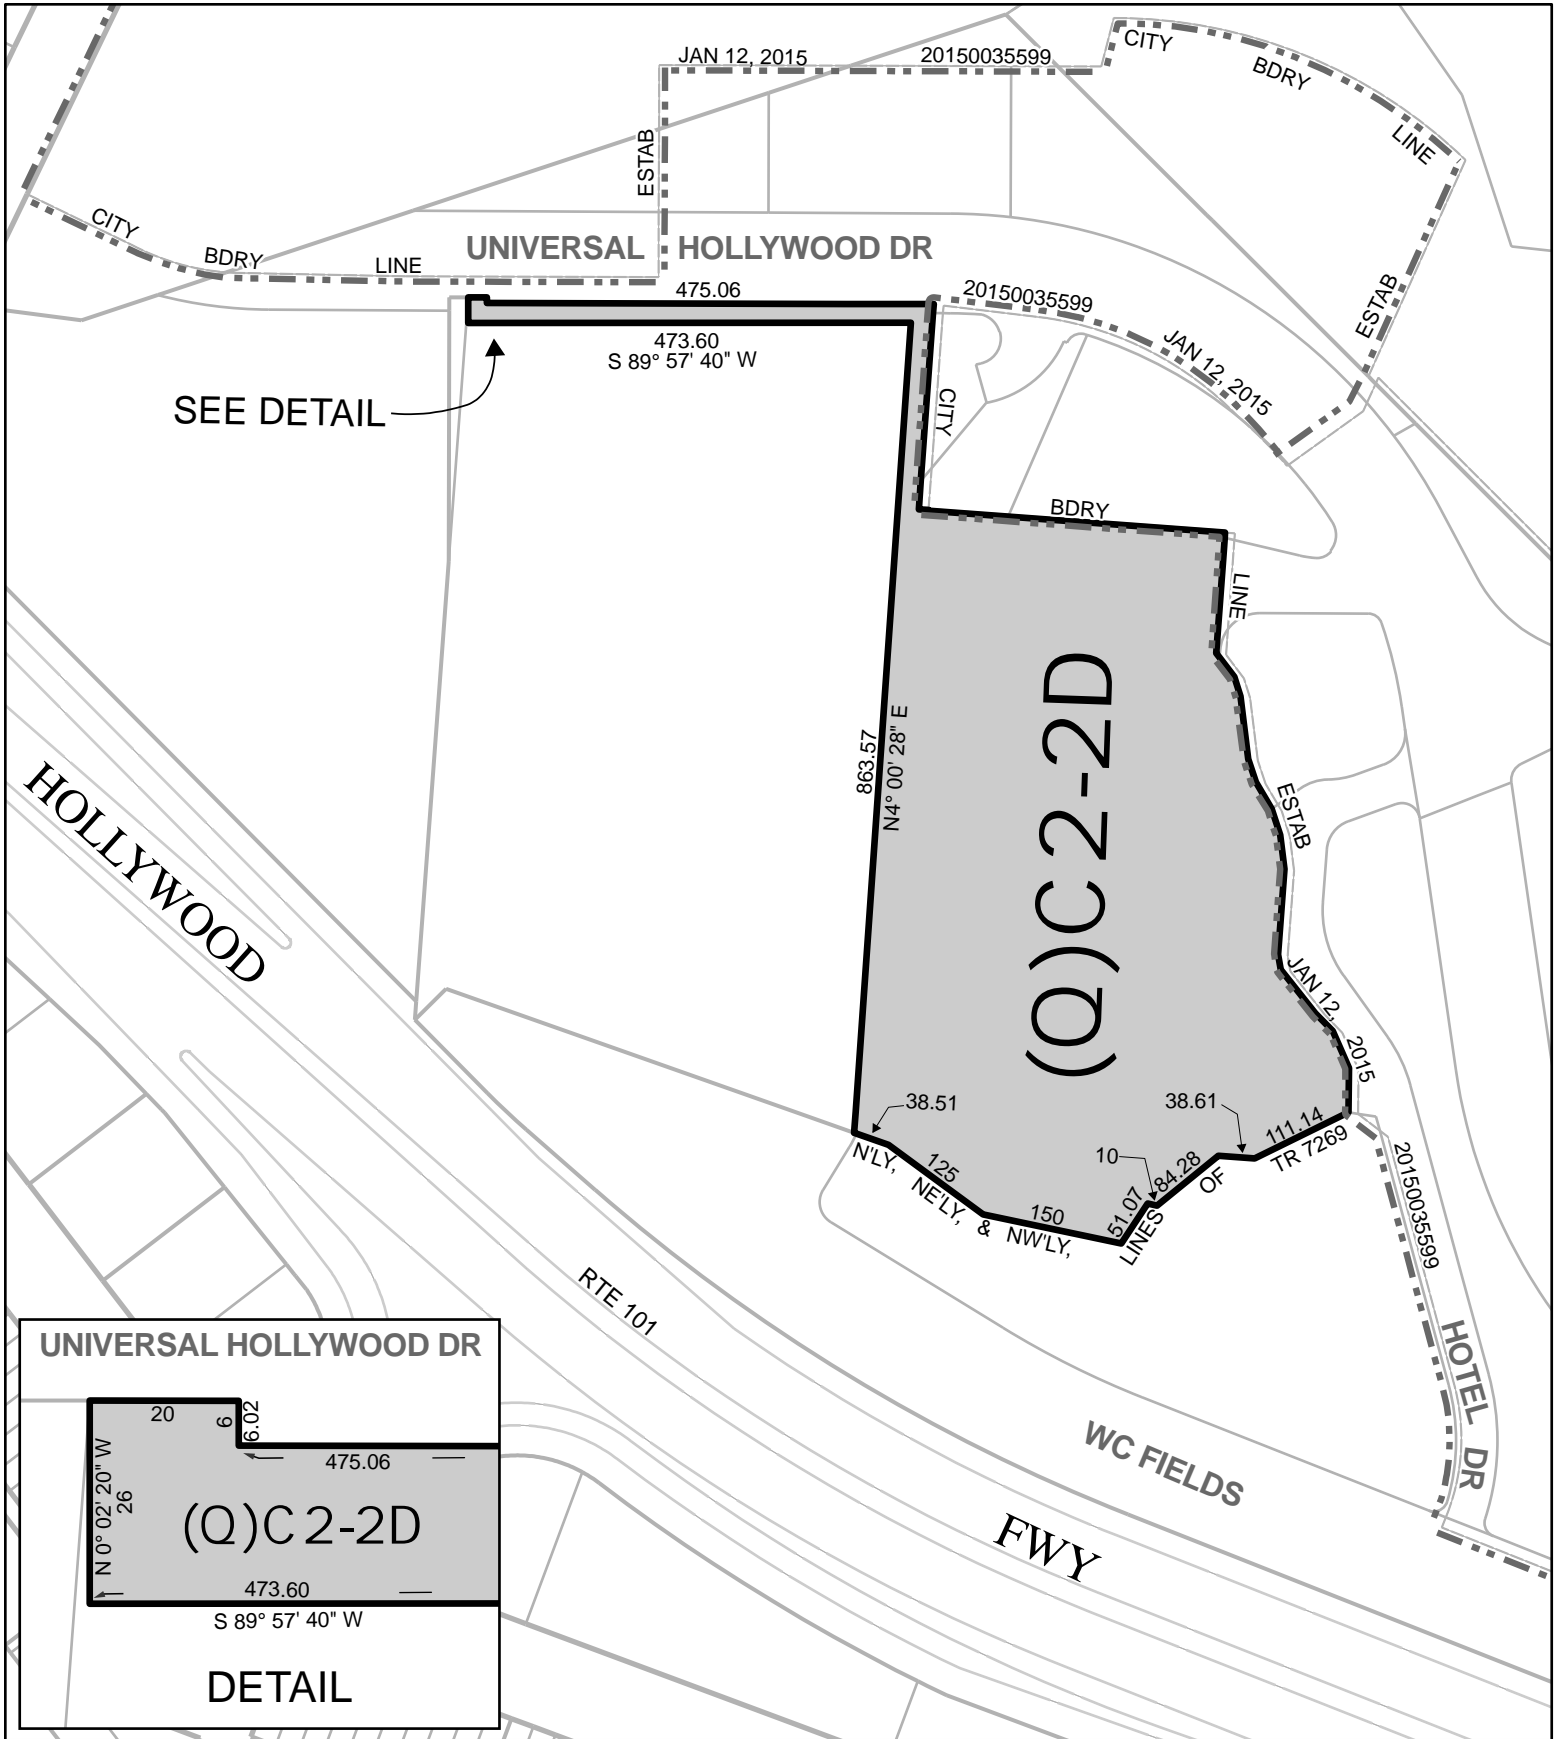 JAN 12, 2015
20150035599
CITY
BDRY
LINE
ESTAB
ESTAB
CITY
BDRY
LINE
UNIVERSAL HOLLYWOOD DR
475.06
20150035599
JAN 12, 2015
473.60
S 89° 57' 40" W
SEE DETAIL
CITY
BDRY
LINE
ESTAB
JAN 12,
2015
20150035599
863.57
N4° 00' 28" E
(Q)C2-2D
HOLLYWOOD
38.51
38.61
10
125
150
51.07
84.28
111.14
N'LY,
NE'LY,
&
NW'LY,
LINES
OF
TR 7269
RTE 101
HOTEL DR
WC FIELDS
FWY
UNIVERSAL HOLLYWOOD DR
20
6
6.02
475.06
N 0° 02' 20" W
26
(Q)C2-2D
473.60
S 89° 57' 40" W
DETAIL